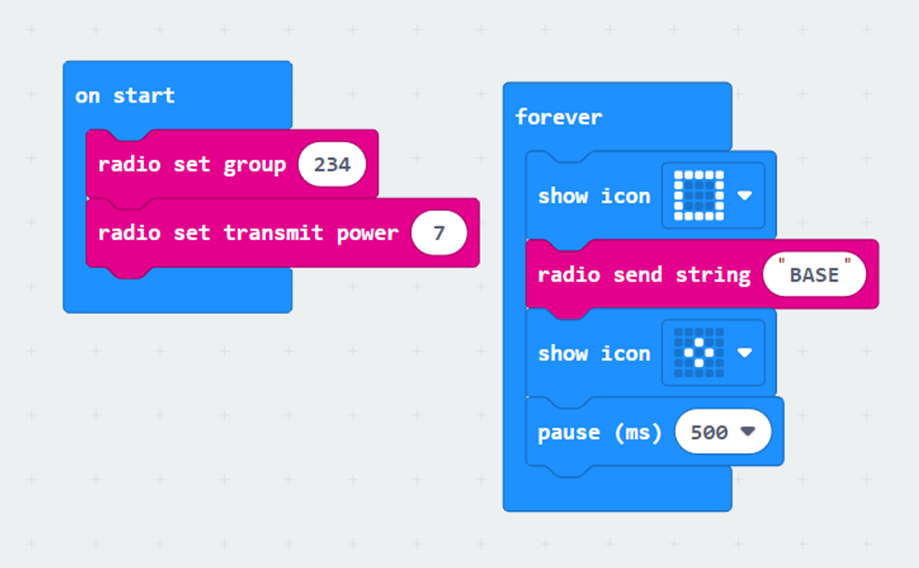 on start
radio set group 234
radio set transmit power 7
forever
show icon
radio send string "BASE"
show icon
pause (ms) 500